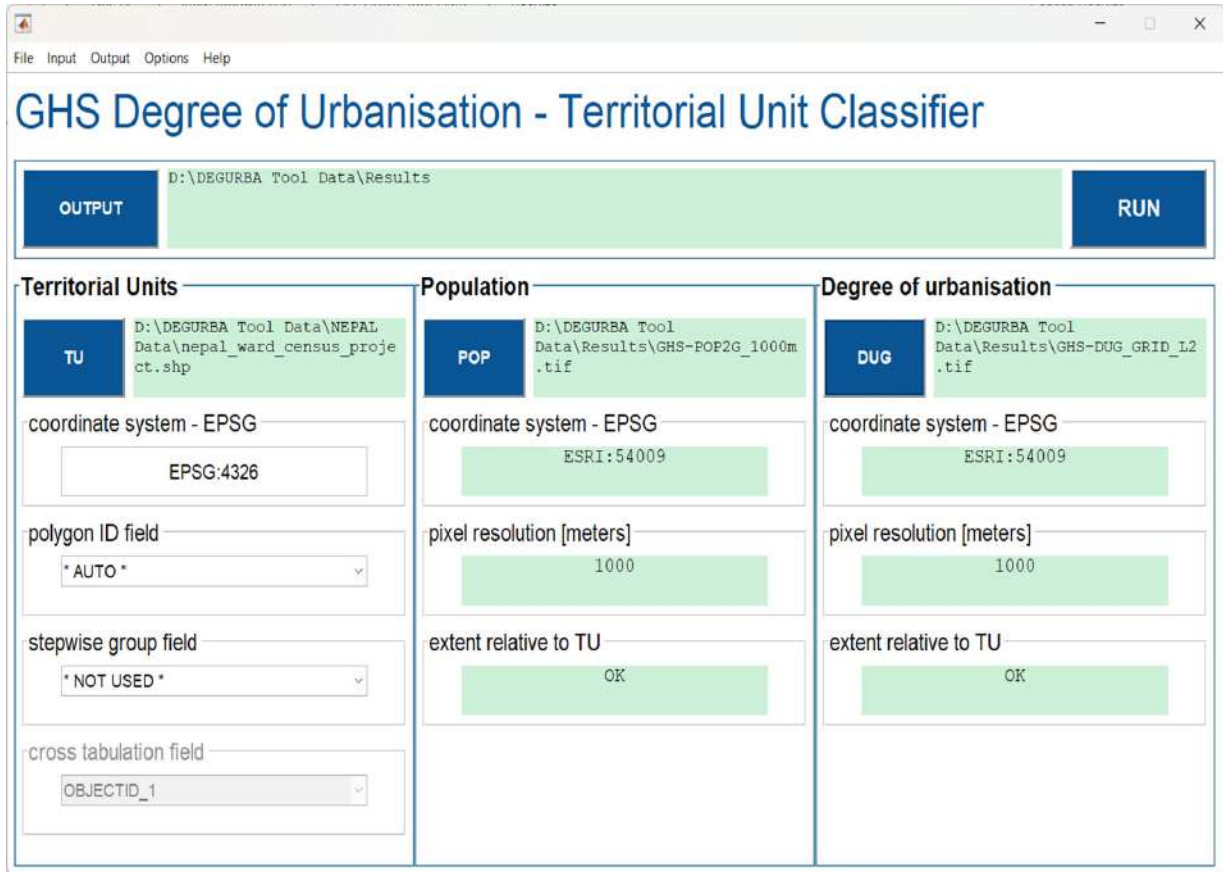 File Input Output Options Help
GHS Degree of Urbanisation - Territorial Unit Classifier
OUTPUT
D:\DEGURBA Tool Data\Results
RUN
Territorial Units
TU
D:\DEGURBA Tool Data\NEPAL
Data\nepal_ward_census_proje
ct.shp
coordinate system - EPSG
EPSG:4326
polygon ID field
* AUTO *
stepwise group field
* NOT USED *
cross tabulation field
OBJECTID_1
Population
POP
D:\DEGURBA Tool
Data\Results\GHS-POP2G_1000m
.tif
coordinate system - EPSG
ESRI:54009
pixel resolution [meters]
1000
extent relative to TU
OK
Degree of urbanisation
DUG
D:\DEGURBA Tool
Data\Results\GHS-DUG_GRID_L2
.tif
coordinate system - EPSG
ESRI:54009
pixel resolution [meters]
1000
extent relative to TU
OK